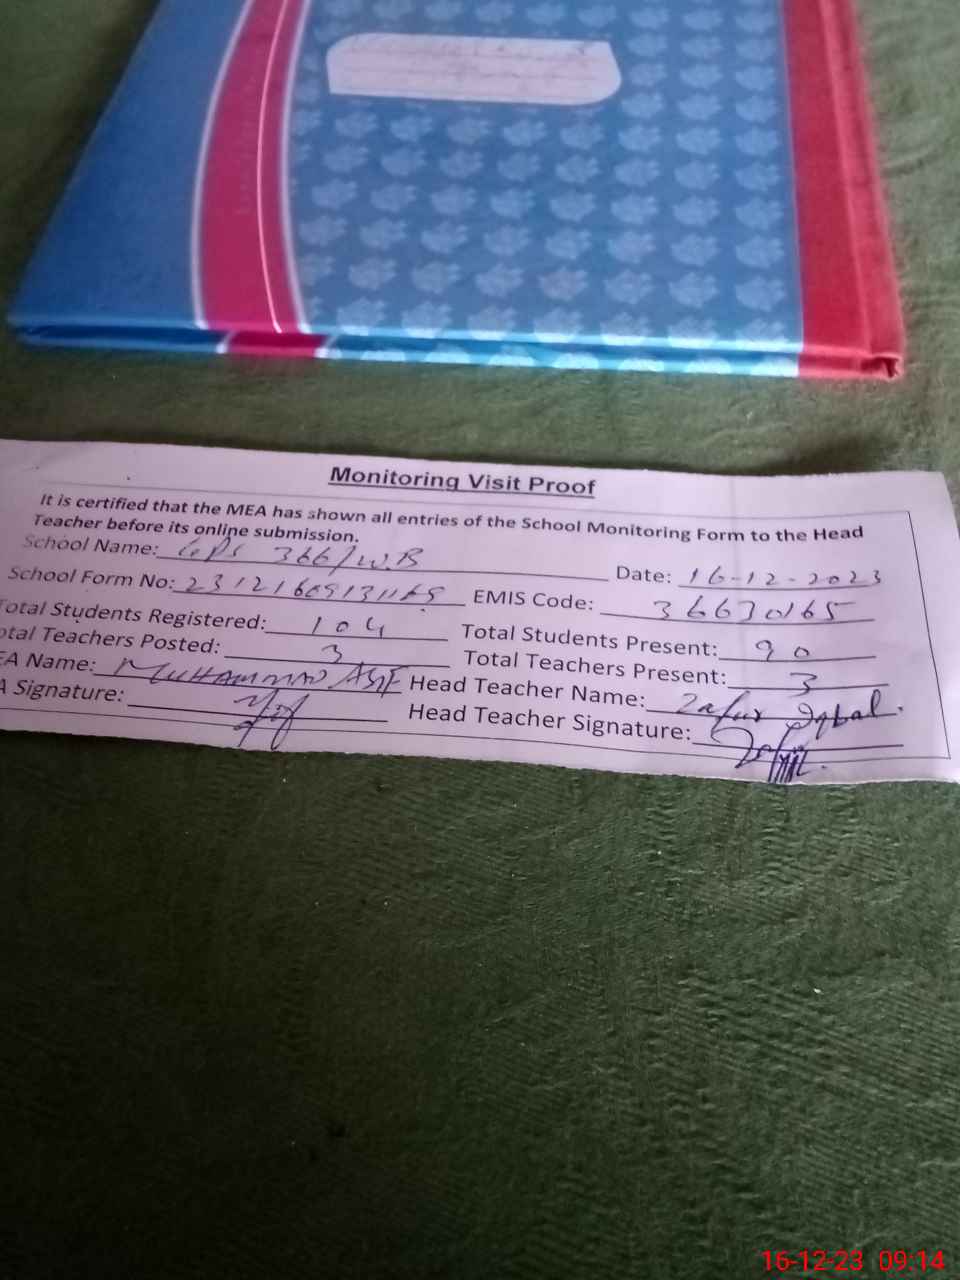 Monitoring Visit Proof
It is certified that the MEA has shown all entries of the School Monitoring Form to the Head
Teacher before its online submission.
School Name: GPS 366/W.B Date: 16-12-2023
School Form No: EMIS Code: 36630165
Total Students Registered: 104 Total Students Present: 90
otal Teachers Posted: 3 Total Teachers Present: 3
EA Name: MUHAMMAD ASIF Head Teacher Name: Zafar Iqbal.
A Signature: Head Teacher Signature:
16-12-23 09:14